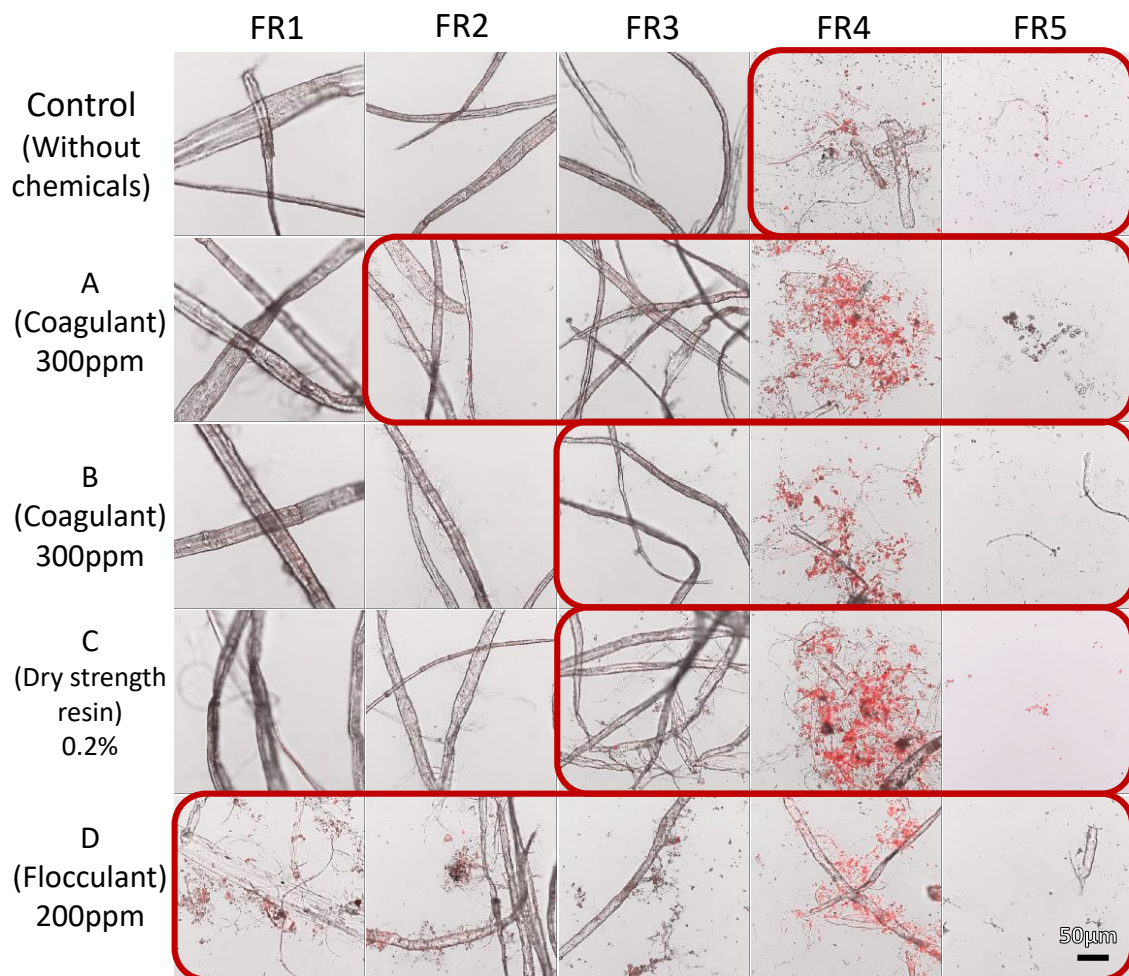 FR1 FR2 FR3 FR4 FR5
Control
(Without
chemicals)
A
(Coagulant)
300ppm
B
(Coagulant)
300ppm
C
(Dry strength
resin)
0.2%
D
(Flocculant)
200ppm
50μm